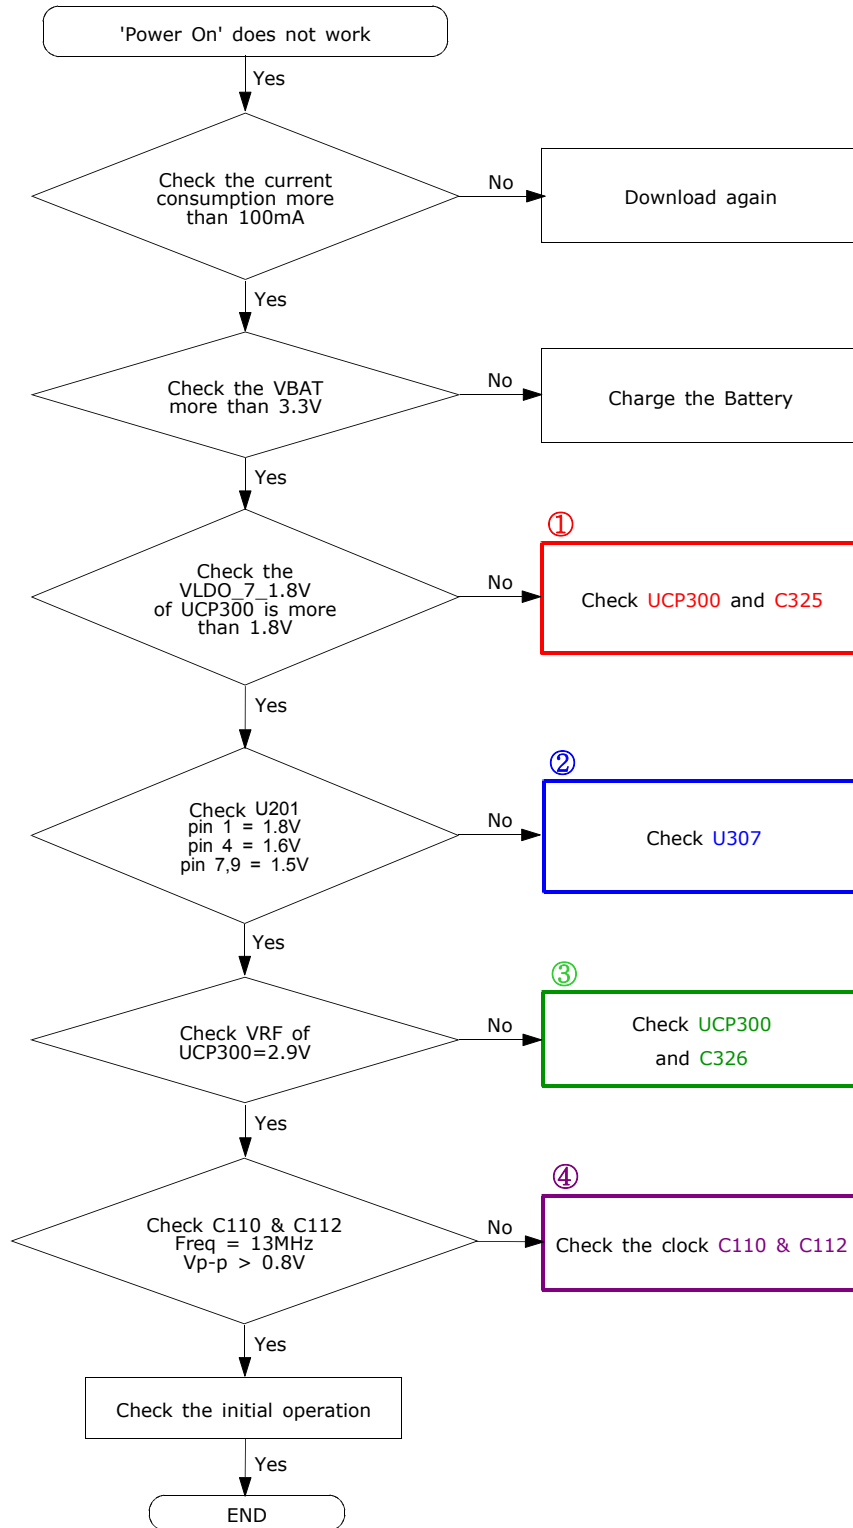 'Power On' does not work
Yes
Check the current
consumption more
than 100mA
No
Download again
Yes
Check the VBAT
more than 3.3V
No
Charge the Battery
Yes
①
Check the
VLDO_7_1.8V
of UCP300 is more
than 1.8V
No
Check UCP300 and C325
Yes
②
Check U201
pin 1 = 1.8V
pin 4 = 1.6V
pin 7,9 = 1.5V
No
Check U307
Yes
③
Check VRF of
UCP300=2.9V
No
Check UCP300
and C326
Yes
④
Check C110 & C112
Freq = 13MHz
Vp-p > 0.8V
No
Check the clock C110 & C112
Yes
Check the initial operation
Yes
END